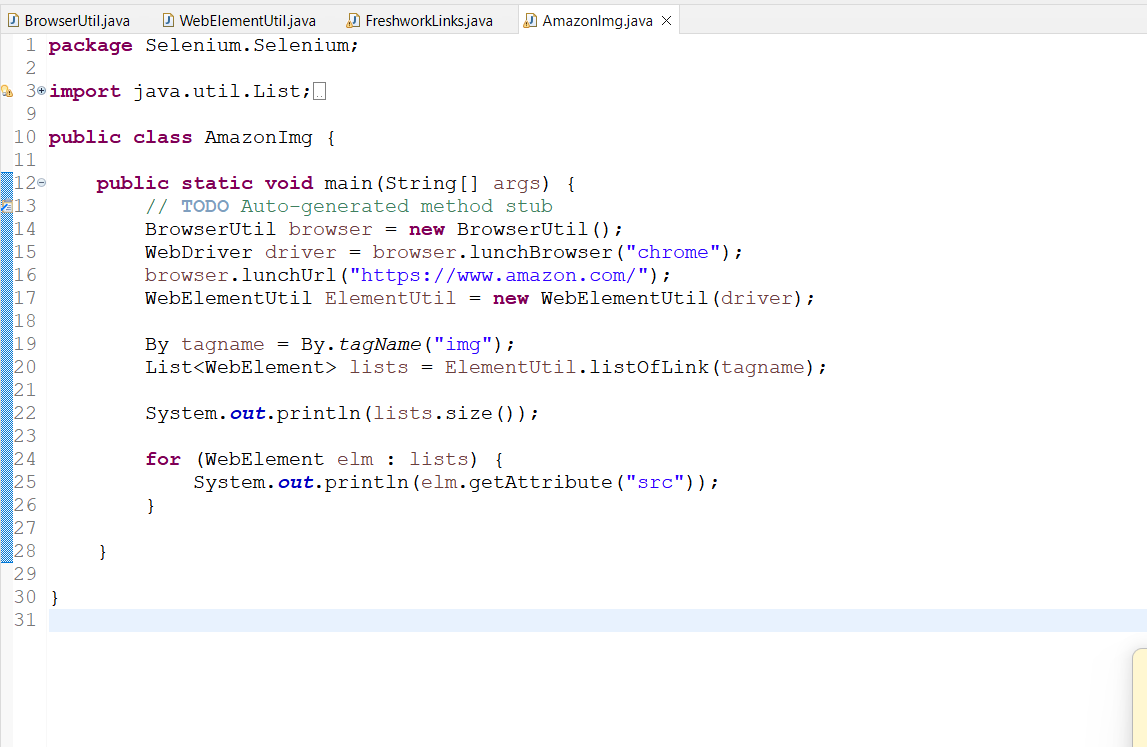 BrowserUtil.java WebElementUtil.java FreshworkLinks.java AmazonImg.java
1 package Selenium.Selenium;
2
3 import java.util.List;
9
10 public class AmazonImg {
11
12     public static void main(String[] args) {
13         // TODO Auto-generated method stub
14         BrowserUtil browser = new BrowserUtil();
15         WebDriver driver = browser.lunchBrowser("chrome");
16         browser.lunchUrl("https://www.amazon.com/");
17         WebElementUtil ElementUtil = new WebElementUtil(driver);
18
19         By tagname = By.tagName("img");
20         List<WebElement> lists = ElementUtil.listOfLink(tagname);
21
22         System.out.println(lists.size());
23
24         for (WebElement elm : lists) {
25             System.out.println(elm.getAttribute("src"));
26         }
27
28     }
29
30 }
31